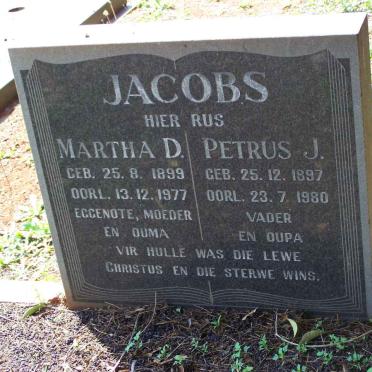 JACOBS
HIER RUS
MARTHA D.
GEB. 25. 8. 1899
OORL. 13. 12. 1977
EGGENOTE, MOEDER
EN OUMA
PETRUS J.
GEB. 25. 12. 1897
OORL. 23. 7. 1980
VADER
EN OUPA
VIR HULLE WAS DIE LEWE
CHRISTUS EN DIE STERWE WINS.